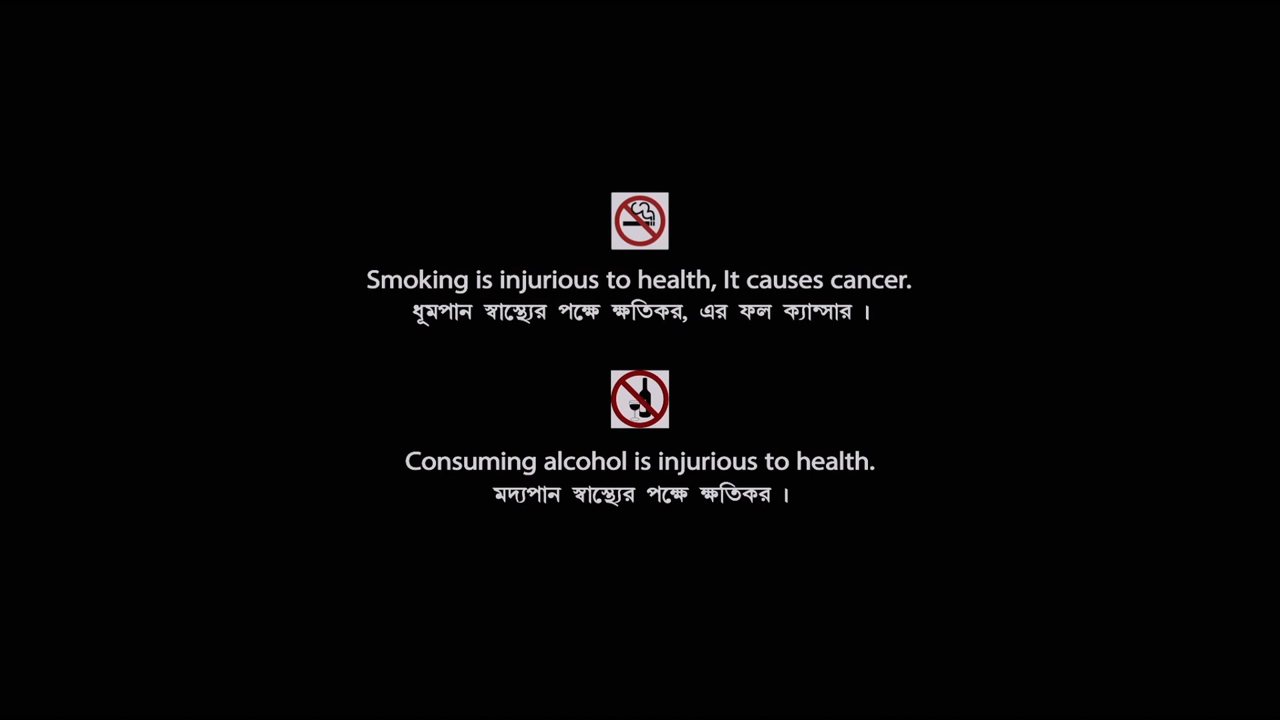 Smoking is injurious to health, It causes cancer.
ধূমপান স্বাস্থ্যের পক্ষে ক্ষতিকর, এর ফল ক্যান্সার ।
Consuming alcohol is injurious to health.
মদ্যপান স্বাস্থ্যের পক্ষে ক্ষতিকর ।